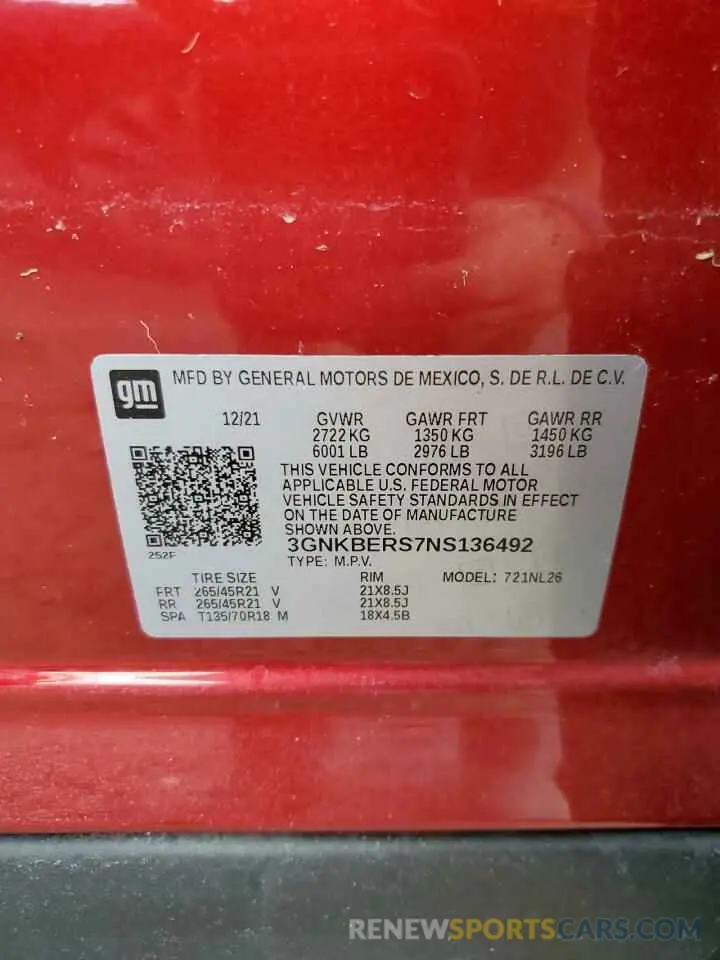 gm MFD BY GENERAL MOTORS DE MEXICO, S. DE R.L. DE C.V.
12/21 GVWR GAWR FRT GAWR RR
2722 KG 1350 KG 1450 KG
6001 LB 2976 LB 3196 LB
THIS VEHICLE CONFORMS TO ALL
APPLICABLE U.S. FEDERAL MOTOR
VEHICLE SAFETY STANDARDS IN EFFECT
ON THE DATE OF MANUFACTURE
SHOWN ABOVE.
252F
3GNKBERS7NS136492
TYPE: M.P.V.
TIRE SIZE RIM MODEL: 721NL26
FRT 265/45R21 V 21X8.5J
RR 265/45R21 V 21X8.5J
SPA T135/70R18 M 18X4.5B
RENEWSPORTSCARS.COM